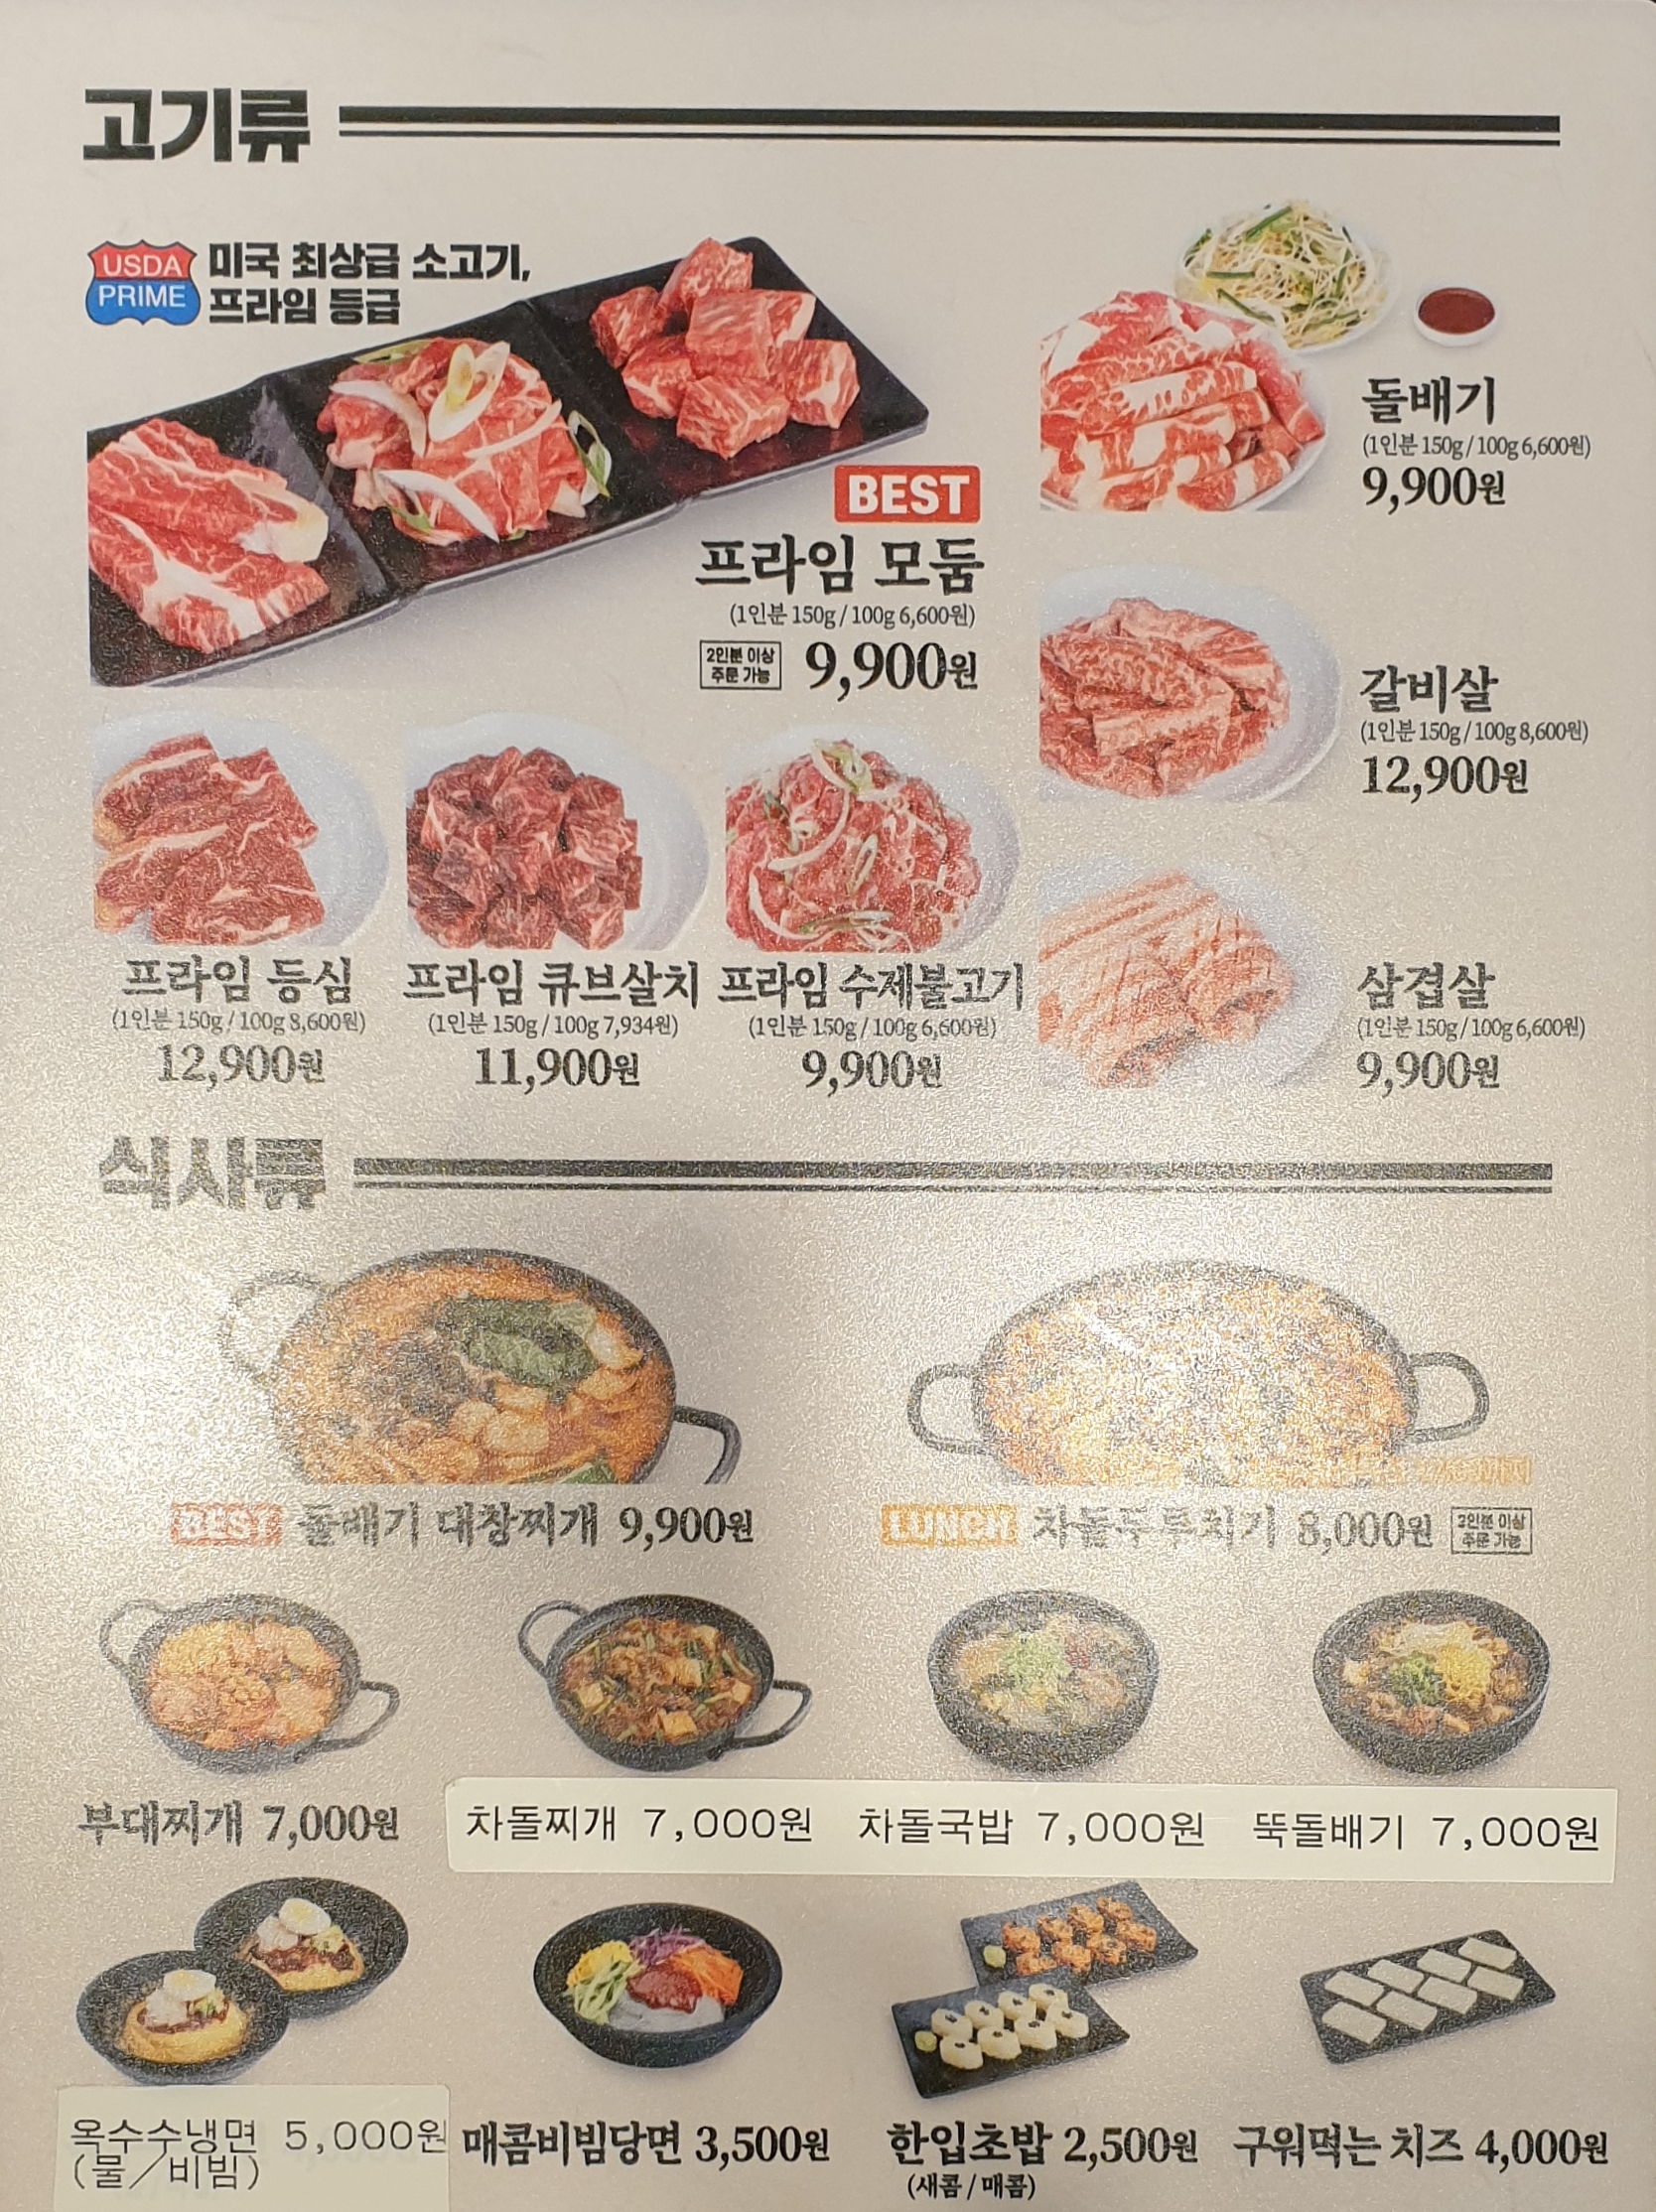 고기류
USDA
PRIME
미국 최상급 소고기,
프라임 등급
BEST
프라임 모둠
(1인분 150g / 100g 6,600원)
2인분 이상
주문 가능
9,900원
돌배기
(1인분 150g / 100g 6,600원)
9,900원
갈비살
(1인분 150g / 100g 8,600원)
12,900원
프라임 등심
(1인분 150g / 100g 8,600원)
12,900원
프라임 큐브살치
(1인분 150g / 100g 7,934원)
11,900원
프라임 수제불고기
(1인분 150g / 100g 6,600원)
9,900원
삼겹살
(1인분 150g / 100g 6,600원)
9,900원
식사류
BEST 돌배기 대창찌개 9,900원
LUNCH 차돌두루치기 8,000원
2인분 이상
주문 가능
부대찌개 7,000원
차돌찌개 7,000원
차돌국밥 7,000원
뚝돌배기 7,000원
옥수수냉면 5,000원
(물/비빔)
매콤비빔당면 3,500원
한입초밥 2,500원
(새콤 / 매콤)
구워먹는 치즈 4,000원